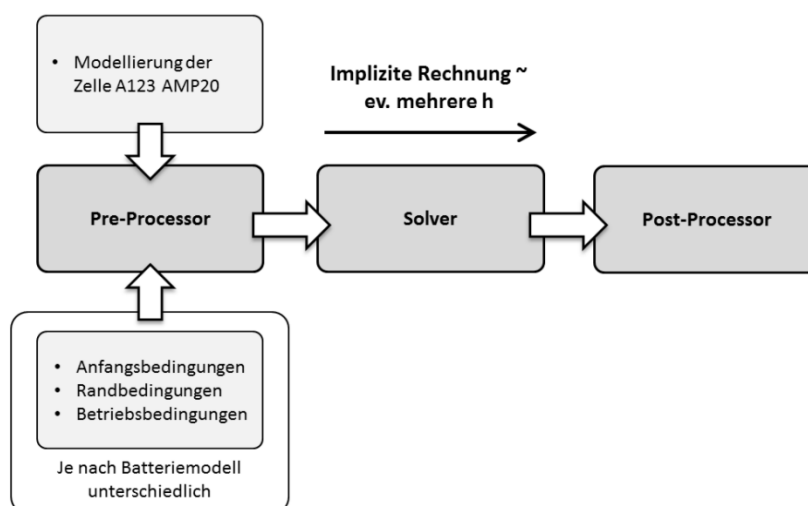 • Modellierung der
Zelle A123 AMP20
Implizite Rechnung ~
ev. mehrere h
Pre-Processor
Solver
Post-Processor
• Anfangsbedingungen
• Randbedingungen
• Betriebsbedingungen
Je nach Batteriemodell
unterschiedlich